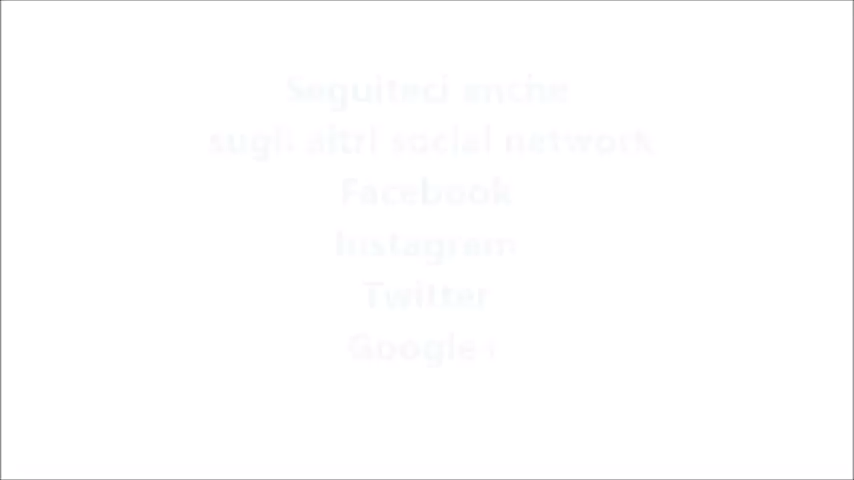 Seguiteci anche
sugli altri social network
Facebook
Instagram
Twitter
Google+